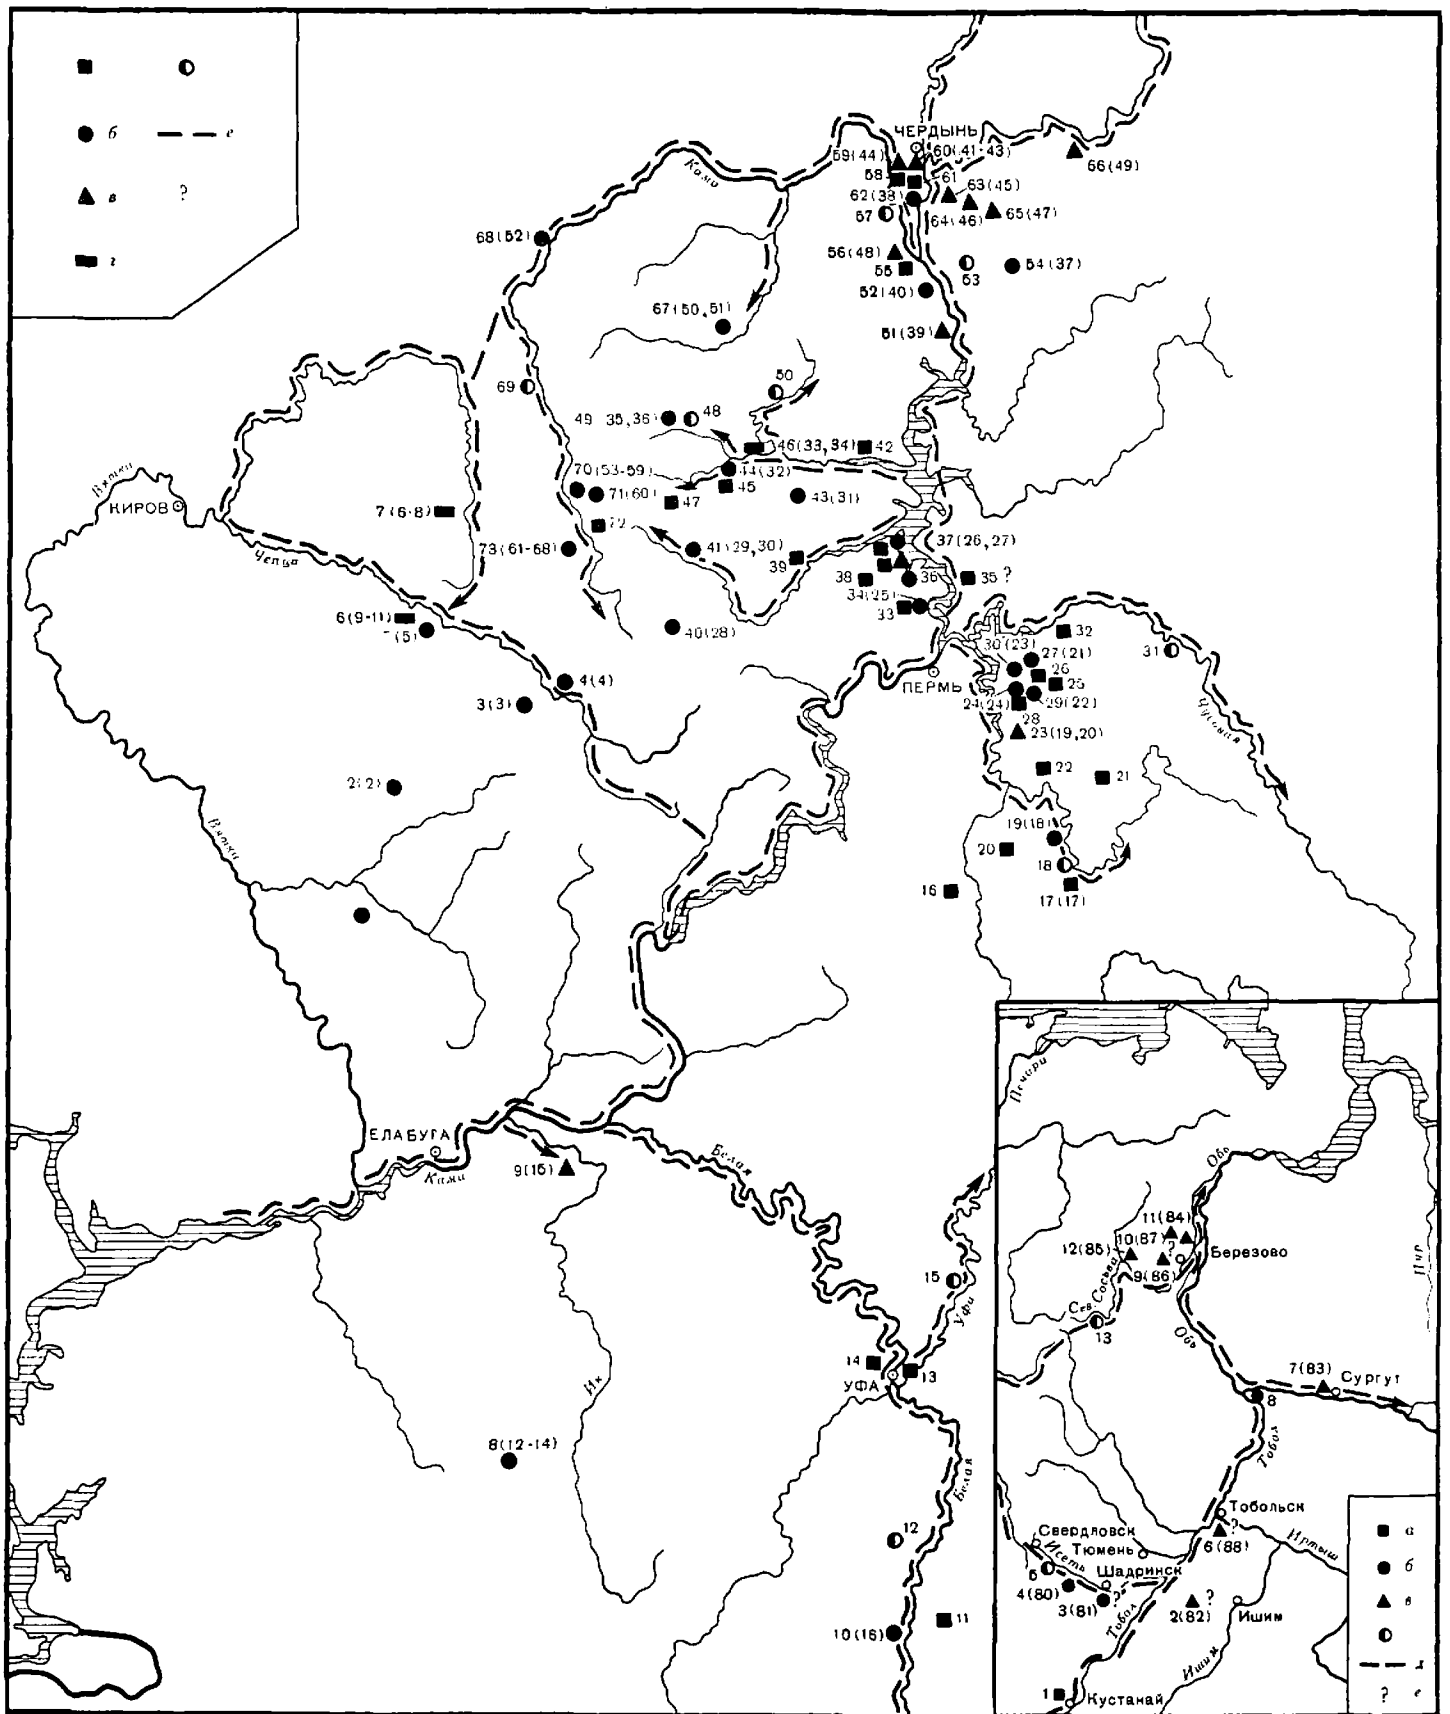 б
е
в
?
г
ЧЕРДЫНЬ
59(44)
60(41-43)
58
61
66(49)
63(45)
62(38)
57
64(46)
65(47)
Кама
68(52)
56(48)
55
53
54(37)
52(40)
67(50,51)
51(39)
69
50
49
35,36)
48
46(33,34)
42
70(53-59)
44(32)
Вятка
71(60)
47
45
43(31)
КИРОВ
7(6-8)
72
Чепца
73(61-68)
41(29,30)
39
37(26,27)
38
36
35
?
34(25)
33
6(9-11)
(5)
40(28)
32
30(23)
27(21)
31
26
ПЕРМЬ
25
4(4)
3(3)
24(24)
29(22)
28
Чусовая
23(19,20)
22
21
2(2)
Вятка
19(18)
20
18
16
17(17)
Печора
ЕЛАБУГА
Кама
9(15)
Белая
Обь
11(84)
10(87)
12(85)
?
Березово
9(86)
Пур
15
Уфа
Сев. Сосьва
13
Обь
14
13
УФА
7(83)
Сургут
8
Ик
Тобол
8(12-14)
Белая
Тобольск
?
Свердловск
Тюмень
6(88)
Иртыш
12
Исеть
5
Шадринск
4(80)
3(81)
?
2(82)
?
Ишим
Тобол
11
10(16)
Ишим
1
Кустанай
а
б
в
д
?
е